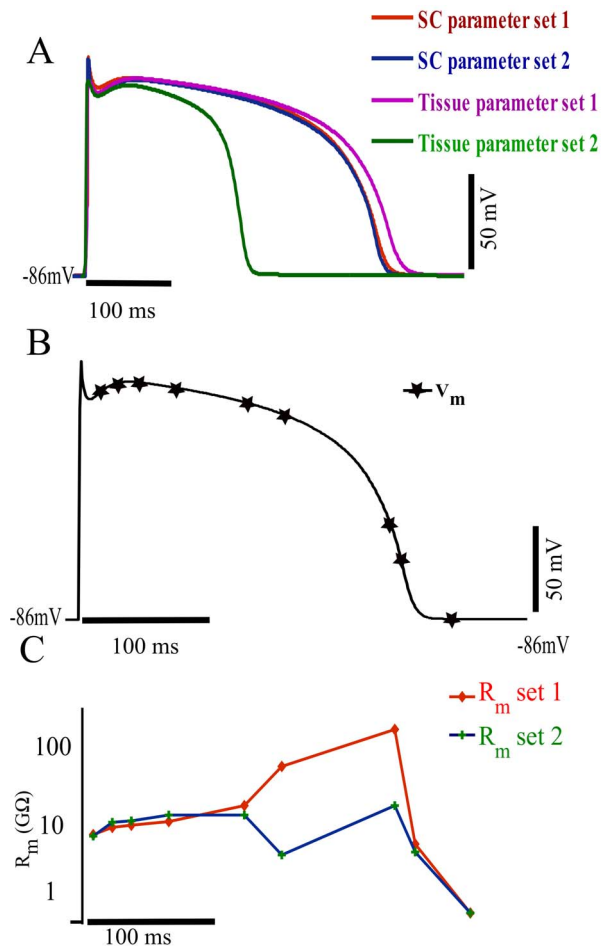 A
SC parameter set 1
SC parameter set 2
Tissue parameter set 1
Tissue parameter set 2
50 mV
-86mV
100 ms
B
Vm
50 mV
-86mV
100 ms
-86mV
C
Rm set 1
Rm set 2
100
10
1
Rm (GΩ)
100 ms